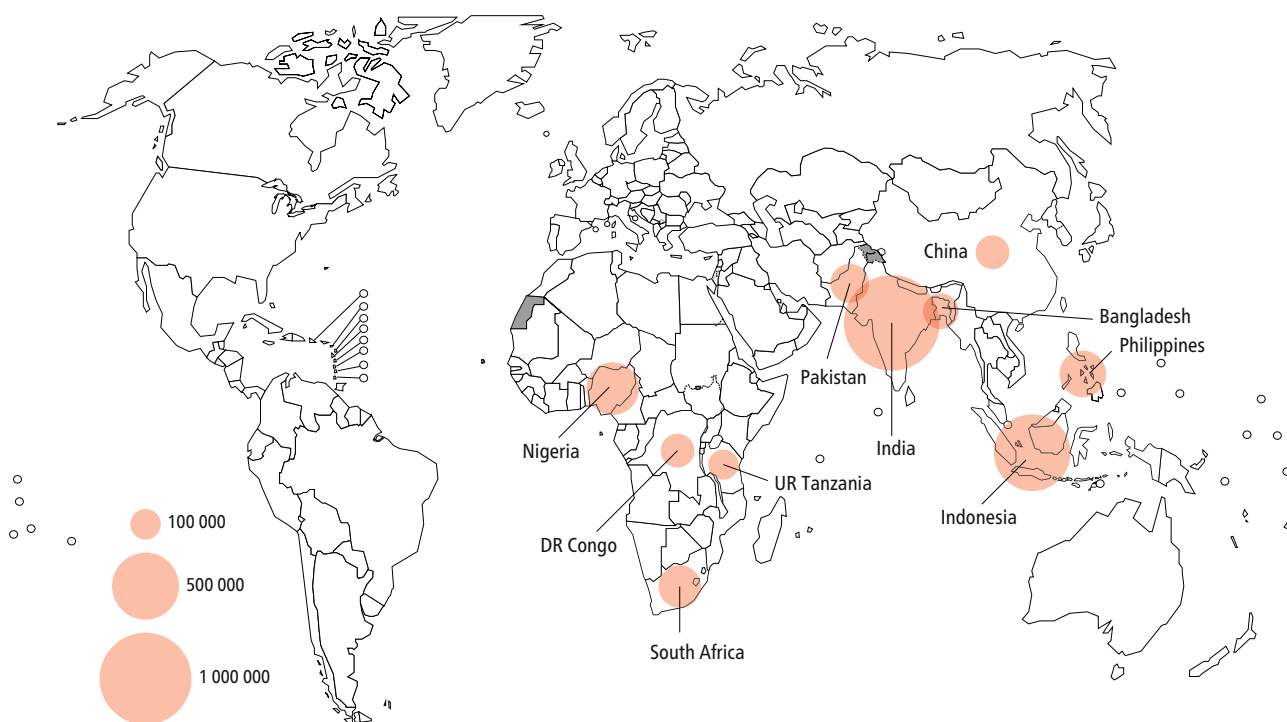 China
Bangladesh
Philippines
Pakistan
Nigeria
India
UR Tanzania
Indonesia
DR Congo
South Africa
100 000
500 000
1 000 000